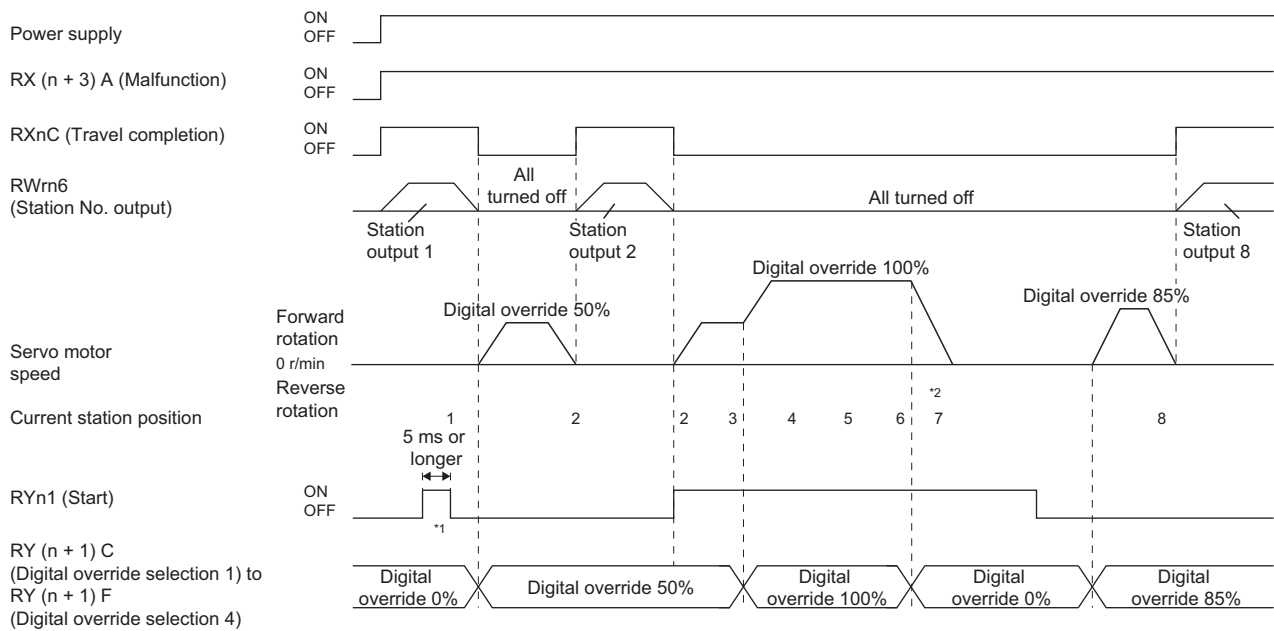 Power supply
ON
OFF
RX (n + 3) A (Malfunction)
ON
OFF
RXnC (Travel completion)
ON
OFF
RWrn6
(Station No. output)
All
turned off
All turned off
Station
output 1
Station
output 2
Station
output 8
Digital override 100%
Digital override 50%
Digital override 85%
Forward
rotation
Servo motor
speed
0 r/min
Reverse
rotation
*2
Current station position
1
2
2
3
4
5
6
7
8
5 ms or
longer
RYn1 (Start)
ON
OFF
*1
RY (n + 1) C
(Digital override selection 1) to
RY (n + 1) F
(Digital override selection 4)
Digital
override 0%
Digital override 50%
Digital
override 100%
Digital
override 0%
Digital
override 85%